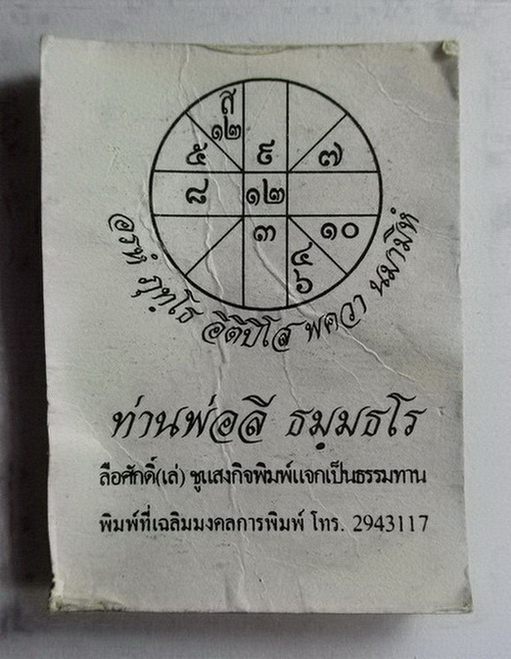 ส
๑๒
๕ ๙ ๗
๘ ๑๒
๓ ๑๐
๔
๖
อรหํ ภุทฺโธ อิติปิโส พควา นมามิหํ
ท่านพ่อลี ธมฺมธโร
ลือศักดิ์(เล่) ชูแสงกิจพิมพ์แจกเป็นธรรมทาน
พิมพ์ที่เฉลิมมงคลการพิมพ์ โทร. 2943117